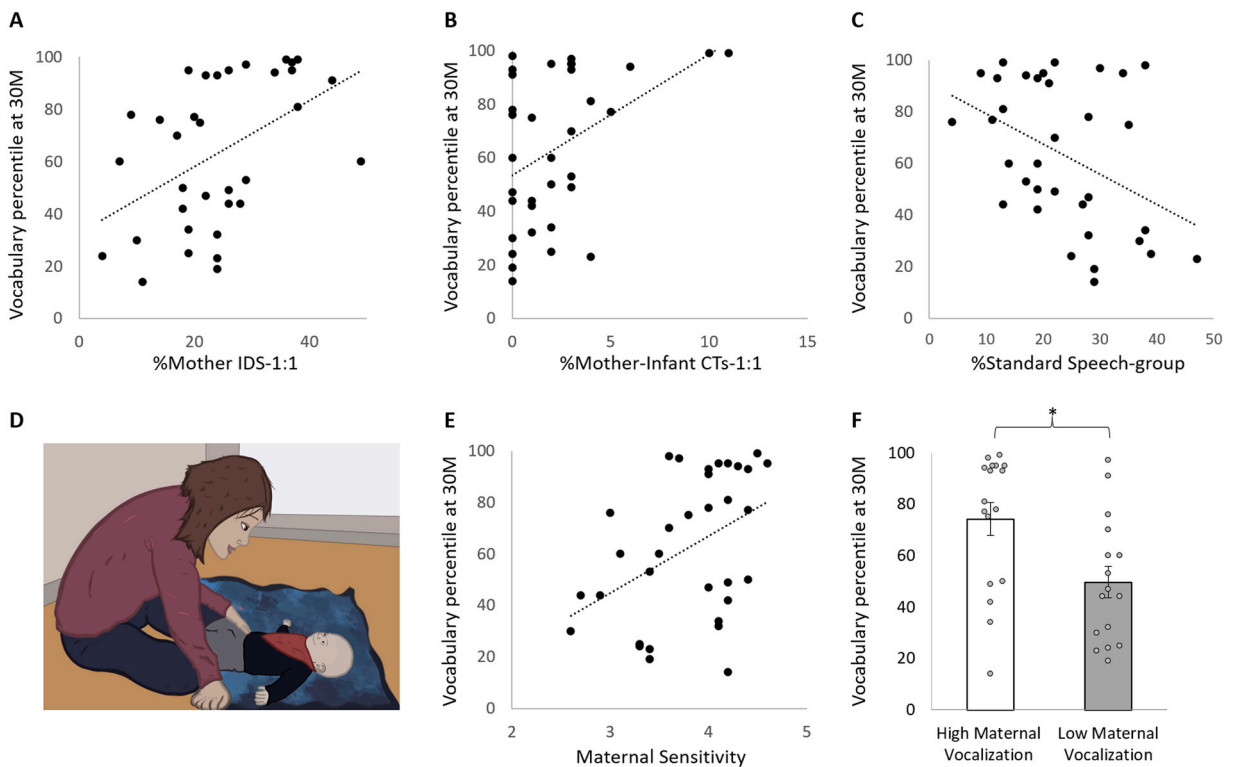 A
Vocabulary percentile at 30M
100
80
60
40
20
0
0
20
40
%Mother IDS-1:1
B
Vocabulary percentile at 30M
100
80
60
40
20
0
0
5
10
15
%Mother-Infant CTs-1:1
C
Vocabulary percentile at 30M
100
80
60
40
20
0
0
10
20
30
40
50
%Standard Speech-group
D
E
Vocabulary percentile at 30M
100
80
60
40
20
0
2
3
4
5
Maternal Sensitivity
F
*
Vocabulary percentile at 30M
100
80
60
40
20
0
High Maternal
Vocalization
Low Maternal
Vocalization